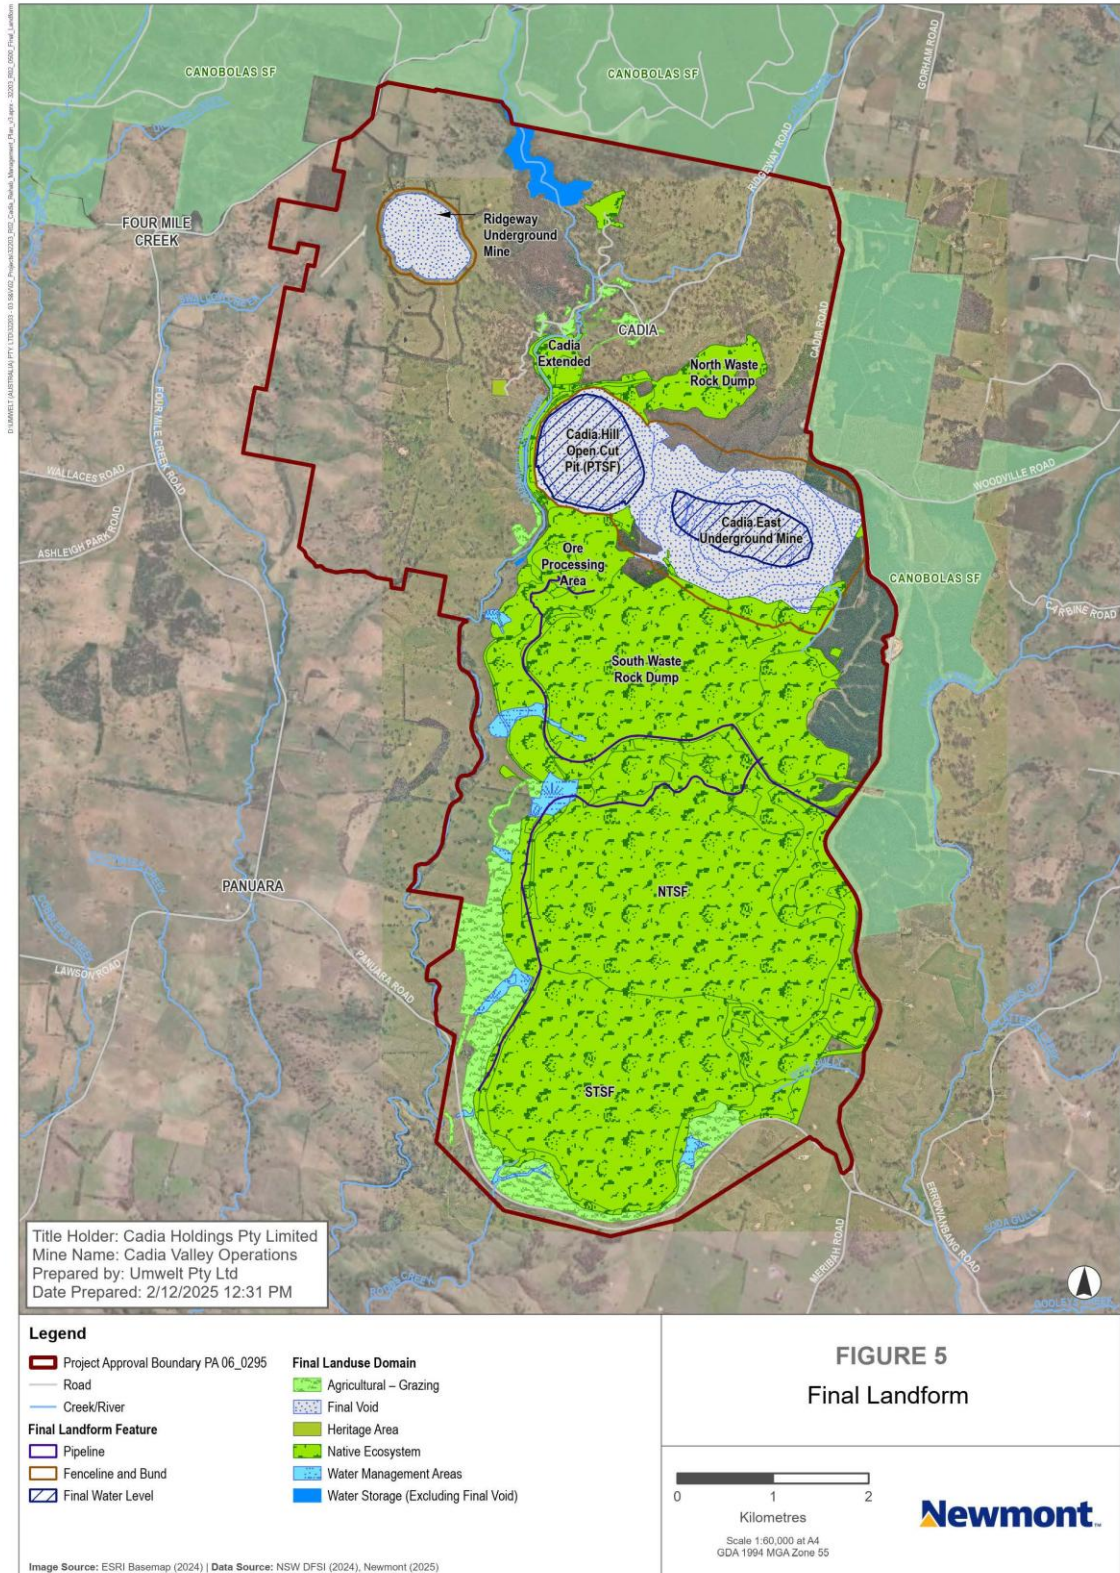 CANOBOLAS SF
CANOBOLAS SF
GORHAM ROAD
RIDGEWAY ROAD
FOUR MILE
CREEK
Ridgeway
Underground
Mine
CADIA
CADIA ROAD
Cadia
Extended
North Waste
Rock Dump
FOUR MILE CREEK ROAD
Cadia Hill
Open Cut
Pit (PTSF)
WALLACES ROAD
WOODVILLE ROAD
Cadia East
Underground Mine
ASHLEIGH PARK ROAD
Ore
Processing
Area
CANOBOLAS SF
CARBINE ROAD
South Waste
Rock Dump
PANUARA
NTSF
LAWSON ROAD
PANUARA ROAD
STSF
ERROWANBANG ROAD
MERIBAH ROAD
Title Holder: Cadia Holdings Pty Limited
Mine Name: Cadia Valley Operations
Prepared by: Umwelt Pty Ltd
Date Prepared: 2/12/2025 12:31 PM
Legend
Project Approval Boundary PA 06_0295
Road
Creek/River
Final Landform Feature
Pipeline
Fenceline and Bund
Final Water Level
Final Landuse Domain
Agricultural – Grazing
Final Void
Heritage Area
Native Ecosystem
Water Management Areas
Water Storage (Excluding Final Void)
FIGURE 5
Final Landform
0 1 2
Kilometres
Scale 1:60,000 at A4
GDA 1994 MGA Zone 55
Newmont™
Image Source: ESRI Basemap (2024) | Data Source: NSW DFSI (2024), Newmont (2025)